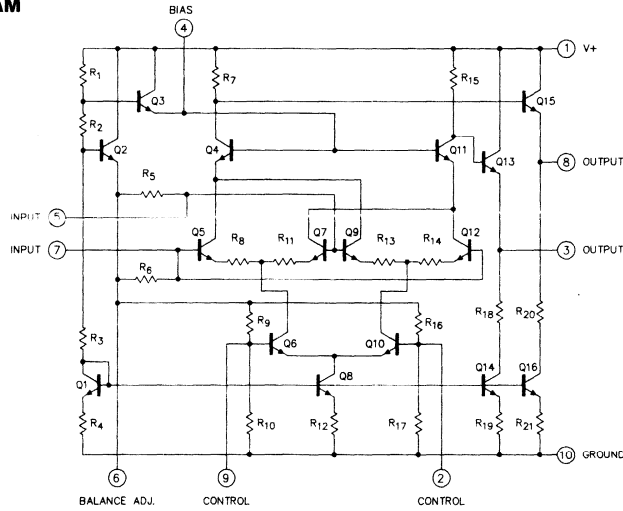 AM
BIAS
4
1 V+
R1
R7
R15
Q3
Q15
R2
Q2
Q4
Q11
Q13
8 OUTPUT
R5
INPUT 5
Q5
Q7
Q9
Q12
INPUT 7
R8
R11
R13
R14
3 OUTPUT
R6
R9
R16
R18
R20
R3
Q6
Q10
Q1
Q8
Q14
Q16
R4
R10
R12
R17
R19
R21
10 GROUND
6
9
2
BALANCE ADJ.
CONTROL
CONTROL